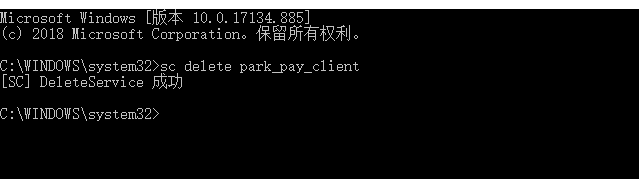 Microsoft Windows [版本 10.0.17134.885]
(c) 2018 Microsoft Corporation。保留所有权利。
C:\WINDOWS\system32>sc delete park_pay_client
[SC] DeleteService 成功
C:\WINDOWS\system32>